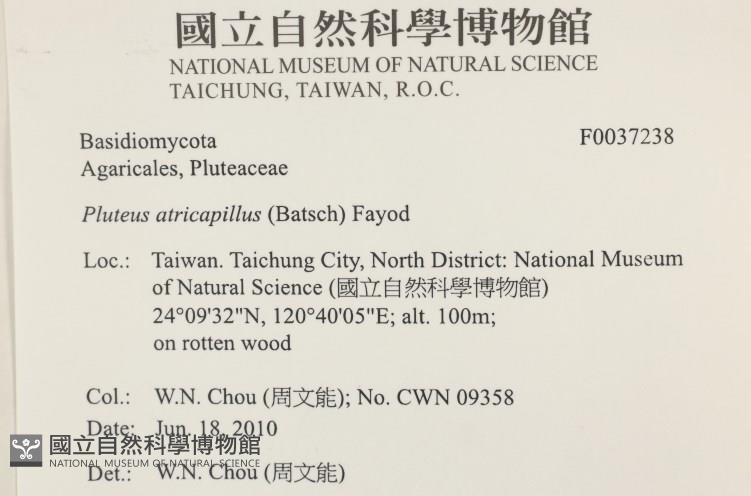 國立自然科學博物館
NATIONAL MUSEUM OF NATURAL SCIENCE
TAICHUNG, TAIWAN, R.O.C.
Basidiomycota F0037238
Agaricales, Pluteaceae
Pluteus atricapillus (Batsch) Fayod
Loc.: Taiwan. Taichung City, North District: National Museum
of Natural Science (國立自然科學博物館)
24°09'32"N, 120°40'05"E; alt. 100m;
on rotten wood
Col.: W.N. Chou (周文能); No. CWN 09358
Date: Jun. 18, 2010
國立自然科學博物館
NATIONAL MUSEUM OF NATURAL SCIENCE
Det.: W.N. Chou (周文能)